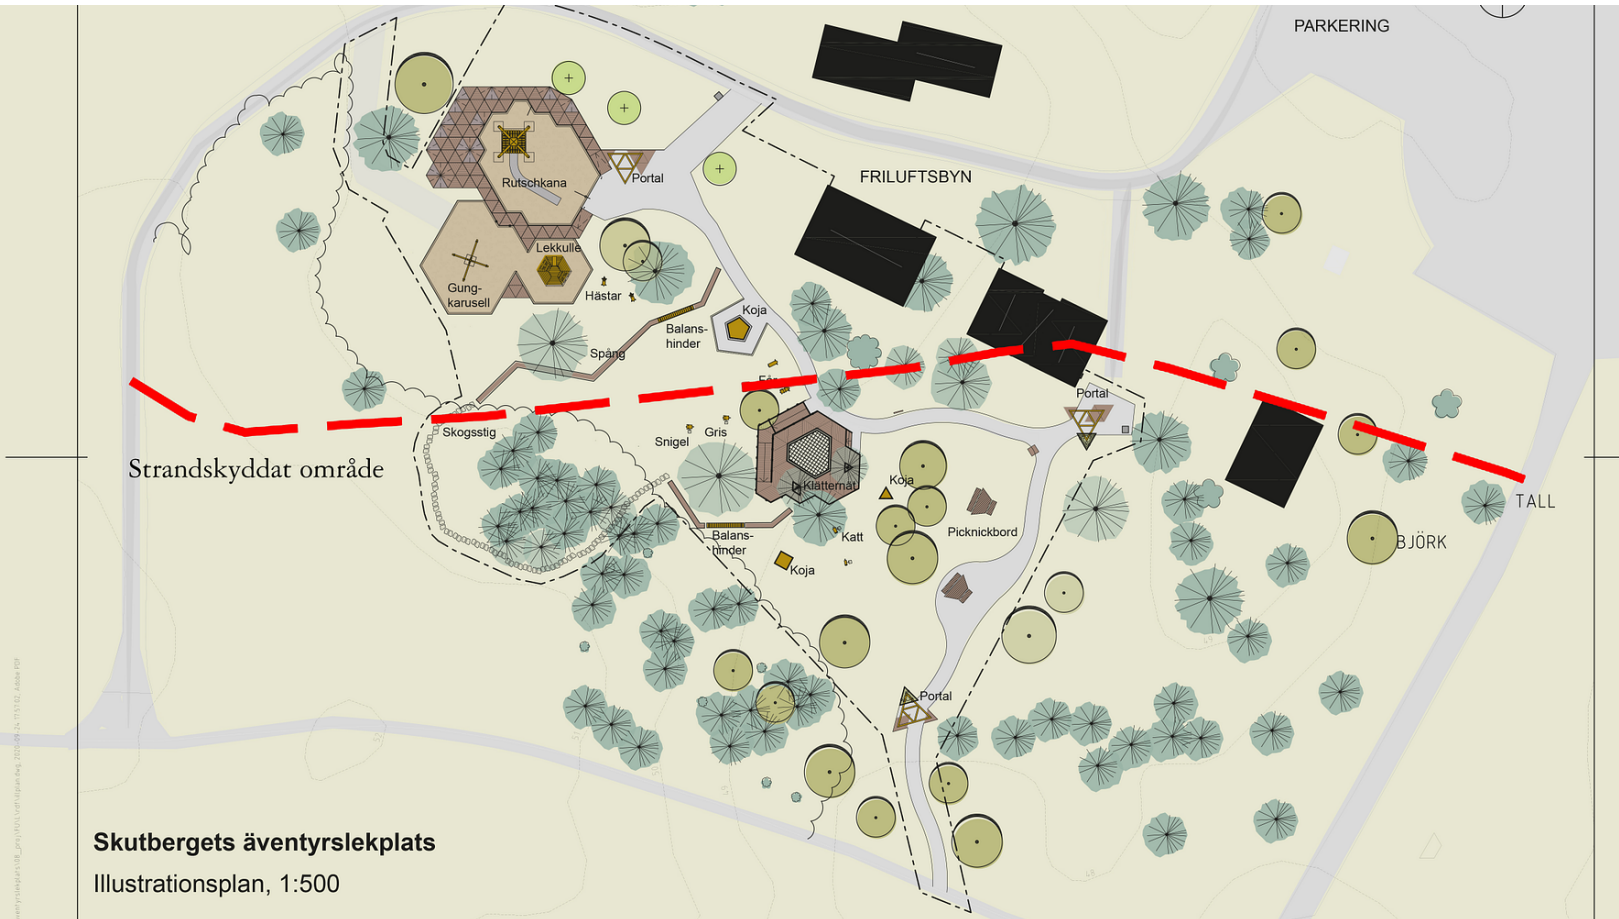 PARKERING
FRILUFTSBYN
Rutschkana
Portal
Lekkulle
Gung-
karusell
Hästar
Koja
Balans-
hinder
Spång
Får
Portal
Skogsstig
Snigel
Gris
Strandskyddat område
Klätternät
Koja
TALL
Picknickbord
Balans-
hinder
Katt
BJÖRK
Koja
Portal
Skutbergets äventyrslekplats
Illustrationsplan, 1:500